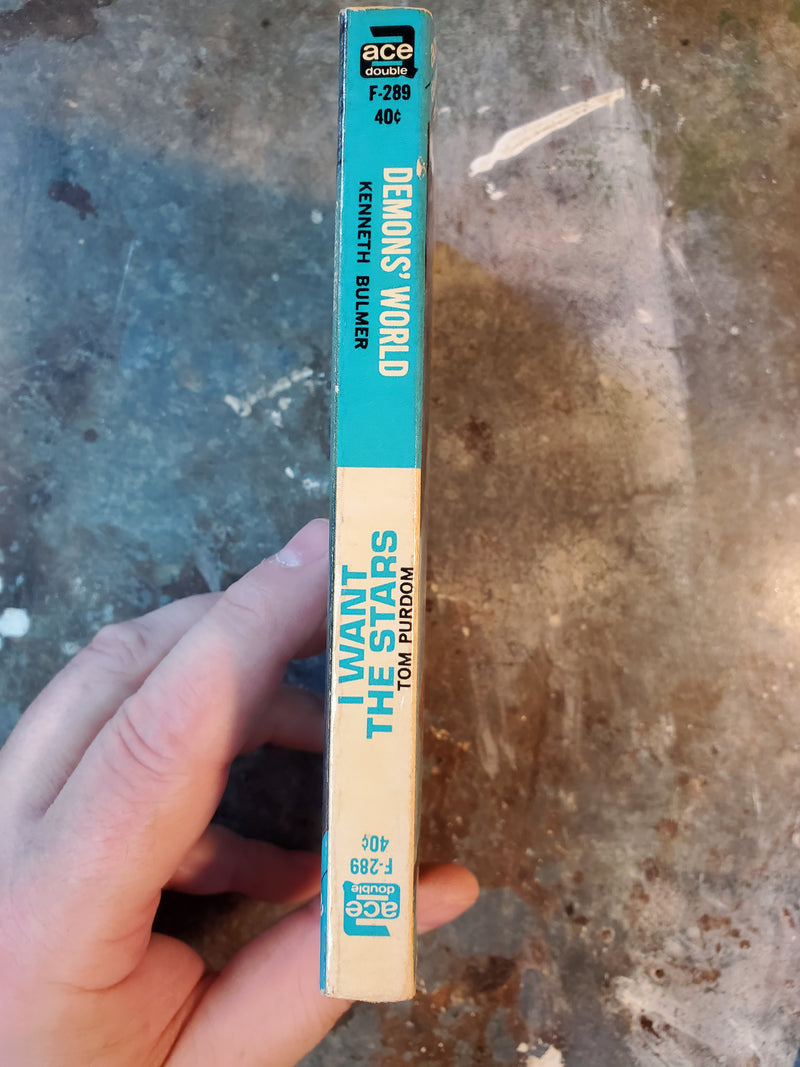 ace
double
F-289
40¢
DEMONS' WORLD
KENNETH BULMER
I WANT
THE STARS
TOM PURDOM
40¢
F-289
ace
double